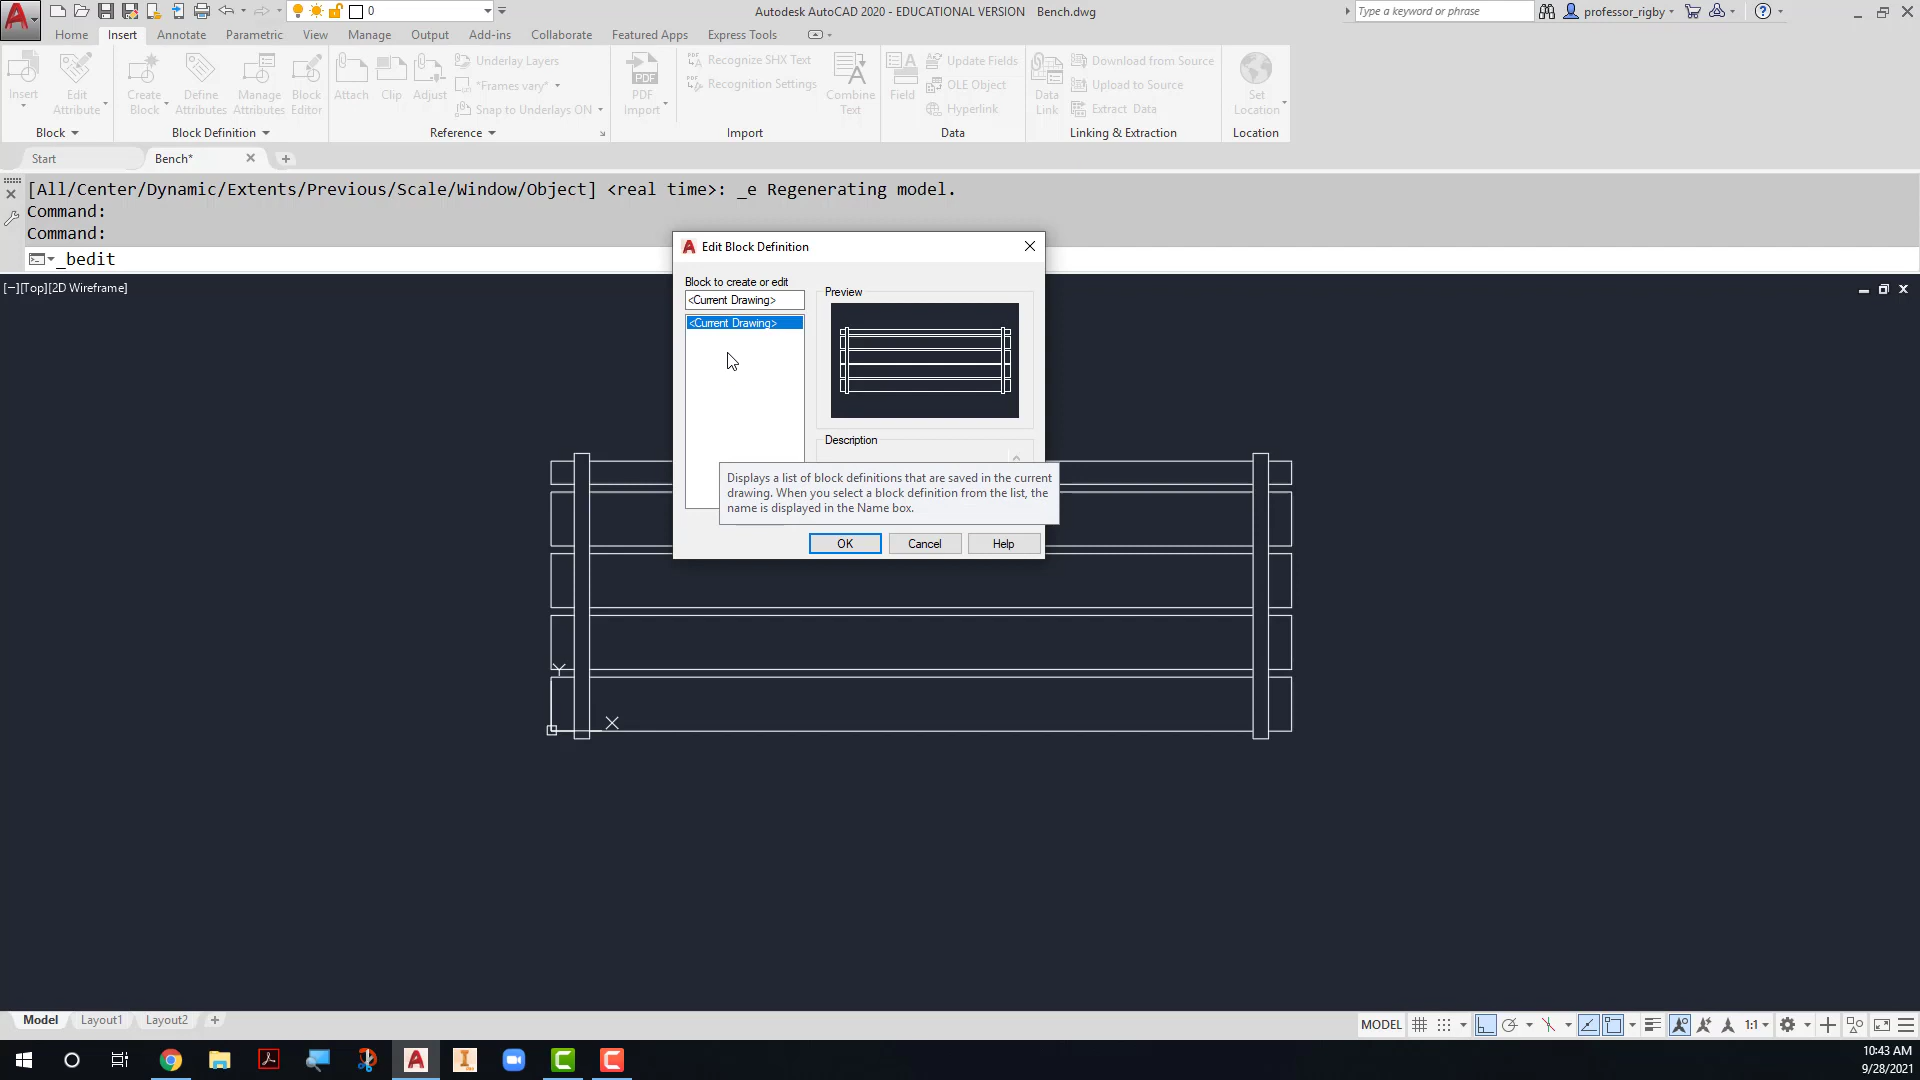 0
Autodesk AutoCAD 2020 - EDUCATIONAL VERSION Bench.dwg
Type a keyword or phrase
professor_rigby
Home Insert Annotate Parametric View Manage Output Add-ins Collaborate Featured Apps Express Tools
Insert
Edit Attribute
Create Block
Define Attributes
Manage Attributes
Block Editor
Attach
Clip
Adjust
Underlay Layers
*Frames vary*
Snap to Underlays ON
PDF
PDF Import
Recognize SHX Text
Recognition Settings
Combine Text
Field
Update Fields
OLE Object
Hyperlink
Data Link
Download from Source
Upload to Source
Extract Data
Set Location
Block
Block Definition
Reference
Import
Data
Linking & Extraction
Location
Start
Bench*
[All/Center/Dynamic/Extents/Previous/Scale/Window/Object] <real time>: _e Regenerating model.
Command:
Command:
_bedit
[−][Top][2D Wireframe]
Edit Block Definition
Block to create or edit
<Current Drawing>
<Current Drawing>
Preview
Description
Displays a list of block definitions that are saved in the current
drawing. When you select a block definition from the list, the
name is displayed in the Name box.
OK
Cancel
Help
Y
X
Model
Layout1
Layout2
MODEL
1:1
10:43 AM
9/28/2021